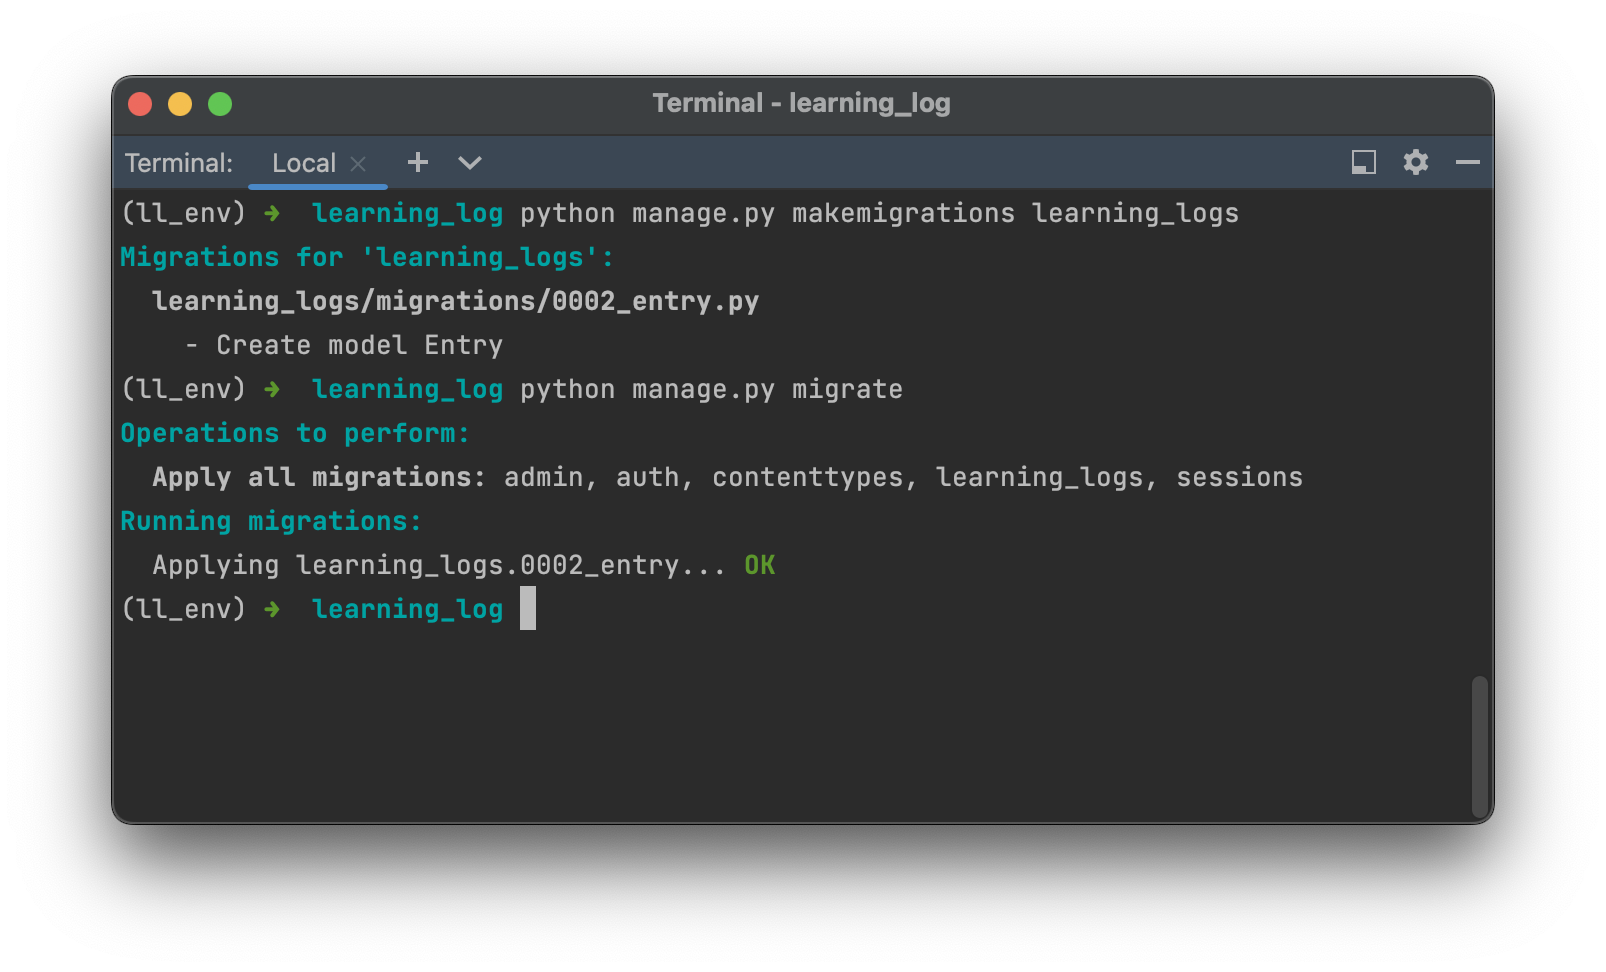 Terminal - learning_log
Terminal: Local × + 
(ll_env) ➜ learning_log python manage.py makemigrations learning_logs
Migrations for 'learning_logs':
learning_logs/migrations/0002_entry.py
- Create model Entry
(ll_env) ➜ learning_log python manage.py migrate
Operations to perform:
Apply all migrations: admin, auth, contenttypes, learning_logs, sessions
Running migrations:
Applying learning_logs.0002_entry... OK
(ll_env) ➜ learning_log